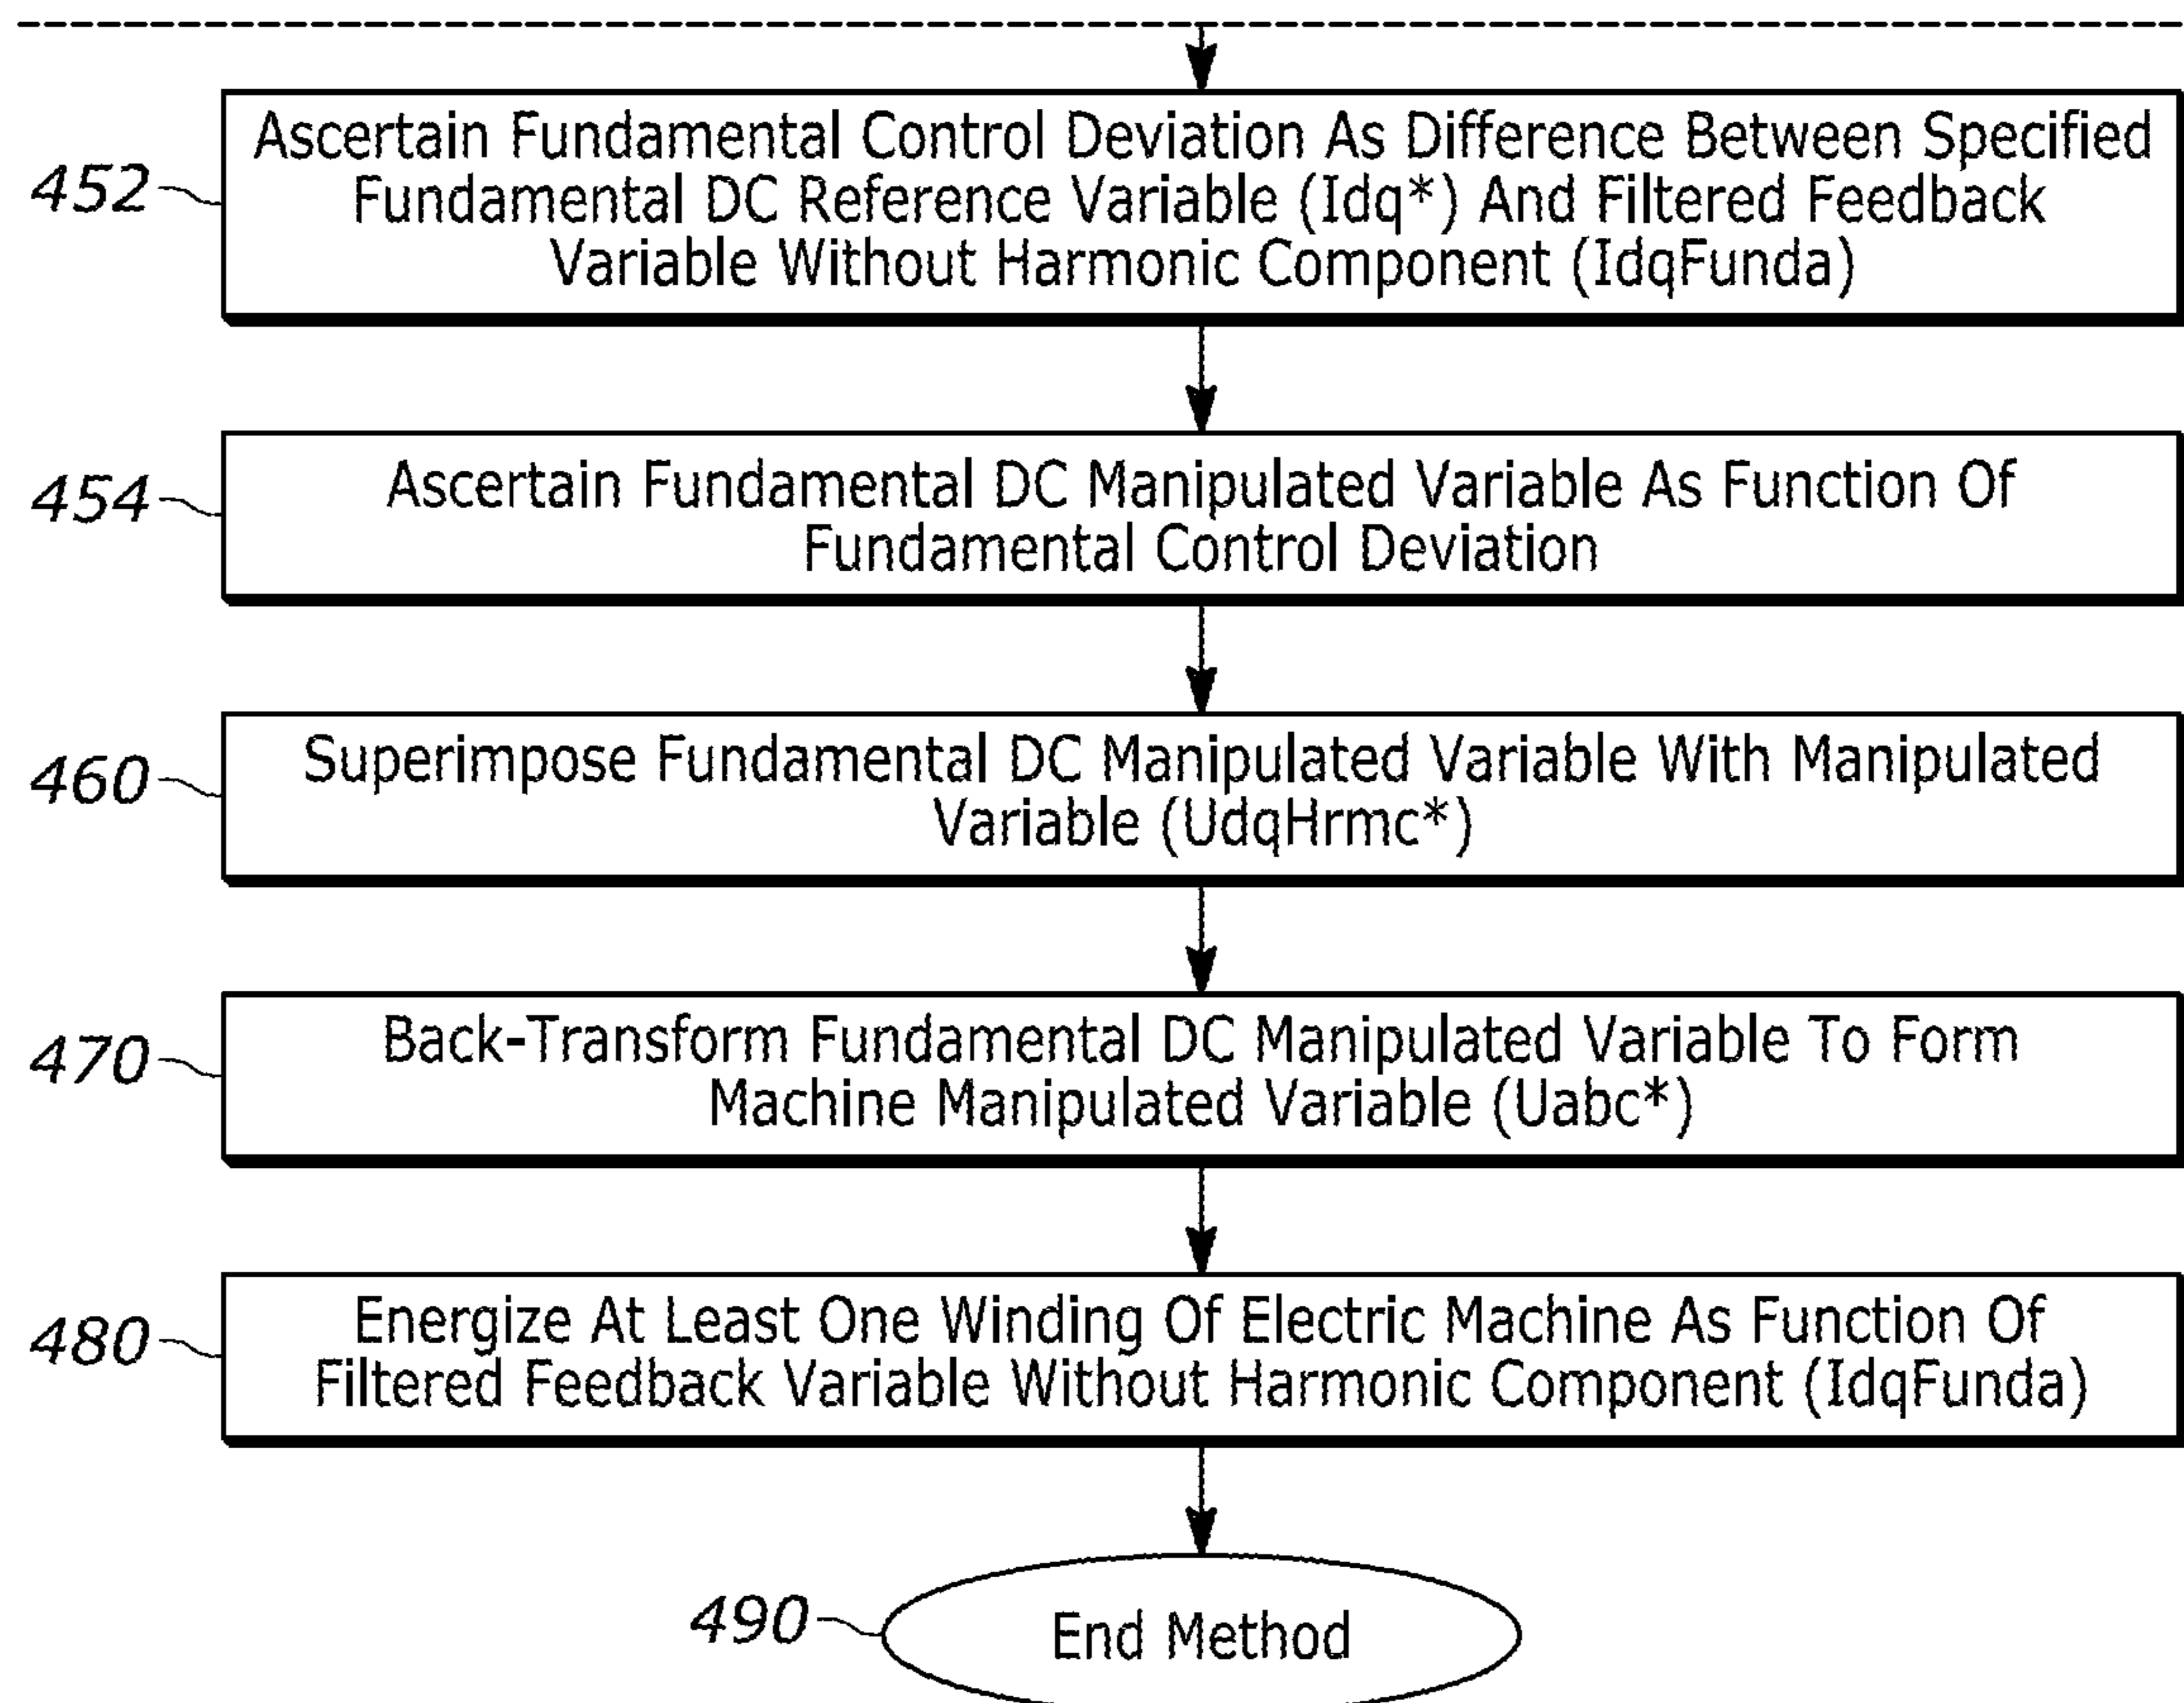 452
Ascertain Fundamental Control Deviation As Difference Between Specified
Fundamental DC Reference Variable (Idq*) And Filtered Feedback
Variable Without Harmonic Component (IdqFunda)
454
Ascertain Fundamental DC Manipulated Variable As Function Of
Fundamental Control Deviation
460
Superimpose Fundamental DC Manipulated Variable With Manipulated
Variable (UdqHrmc*)
470
Back-Transform Fundamental DC Manipulated Variable To Form
Machine Manipulated Variable (Uabc*)
480
Energize At Least One Winding Of Electric Machine As Function Of
Filtered Feedback Variable Without Harmonic Component (IdqFunda)
490
End Method